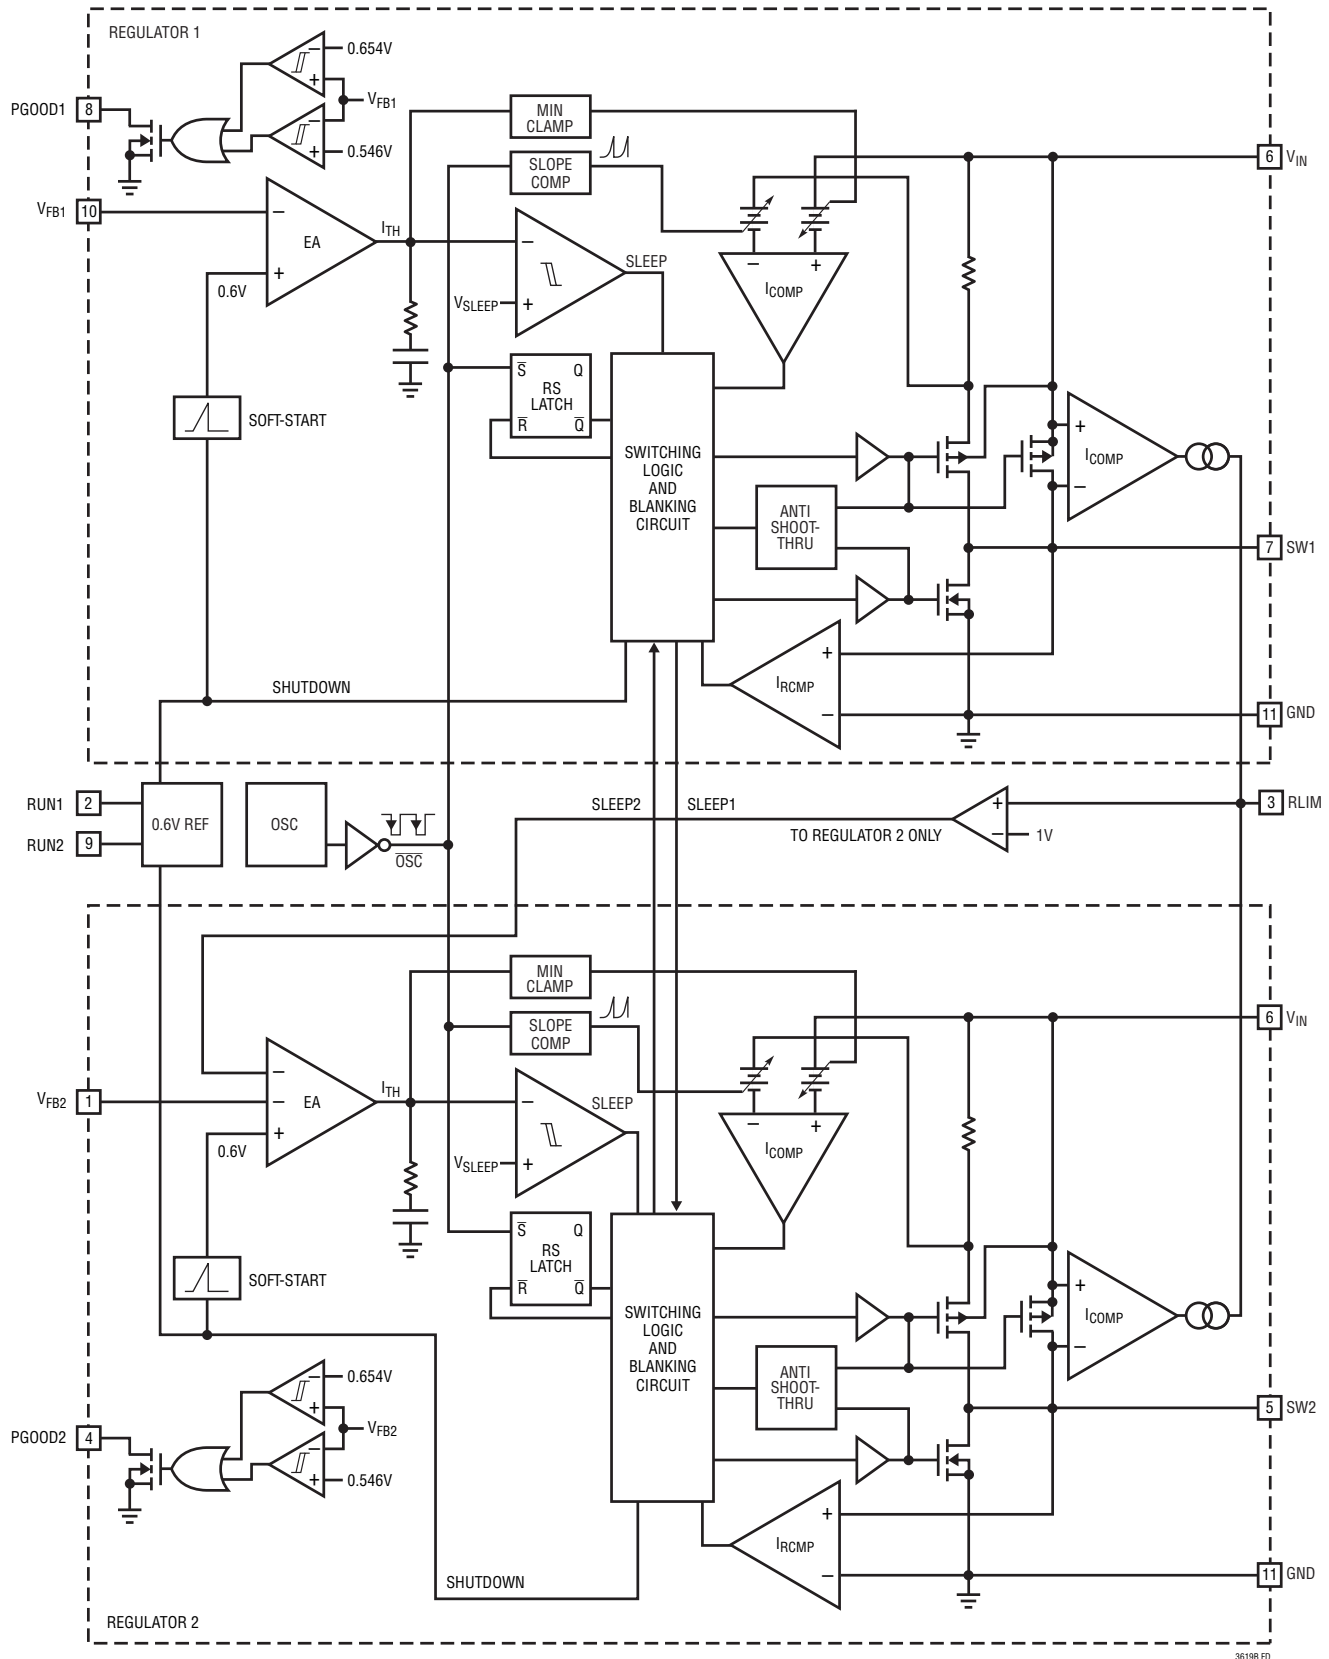 REGULATOR 1
0.654V
PGOOD1 8
VFB1
0.546V
VFB1 10
EA
ITH
0.6V
SOFT-START
MIN
CLAMP
SLOPE
COMP
SLEEP
VSLEEP
S Q
RS
LATCH
R Q
SWITCHING
LOGIC
AND
BLANKING
CIRCUIT
ICOMP
6 VIN
ICOMP
ANTI
SHOOT-
THRU
7 SW1
IRCMP
11 GND
SHUTDOWN
RUN1 2
RUN2 9
0.6V REF
OSC
OSC
SLEEP2
SLEEP1
TO REGULATOR 2 ONLY
1V
3 RLIM
MIN
CLAMP
SLOPE
COMP
6 VIN
VFB2 1
EA
ITH
0.6V
SLEEP
VSLEEP
ICOMP
S Q
RS
LATCH
R Q
SOFT-START
SWITCHING
LOGIC
AND
BLANKING
CIRCUIT
ICOMP
ANTI
SHOOT-
THRU
5 SW2
0.654V
PGOOD2 4
VFB2
0.546V
IRCMP
11 GND
SHUTDOWN
REGULATOR 2
3619B FD